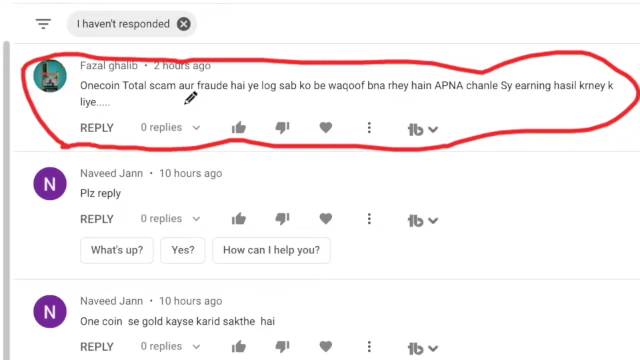 I haven't responded
Fazal ghalib • 2 hours ago
Onecoin Total scam aur fraude hai ye log sab ko be waqoof bna rhey hain APNA chanle Sy earning hasil krney k
liye.....
REPLY 0 replies
Naveed Jann • 10 hours ago
N
Plz reply
REPLY 0 replies
What's up? Yes? How can I help you?
Naveed Jann • 10 hours ago
N
One coin se gold kayse karid sakthe hai
REPLY 0 replies